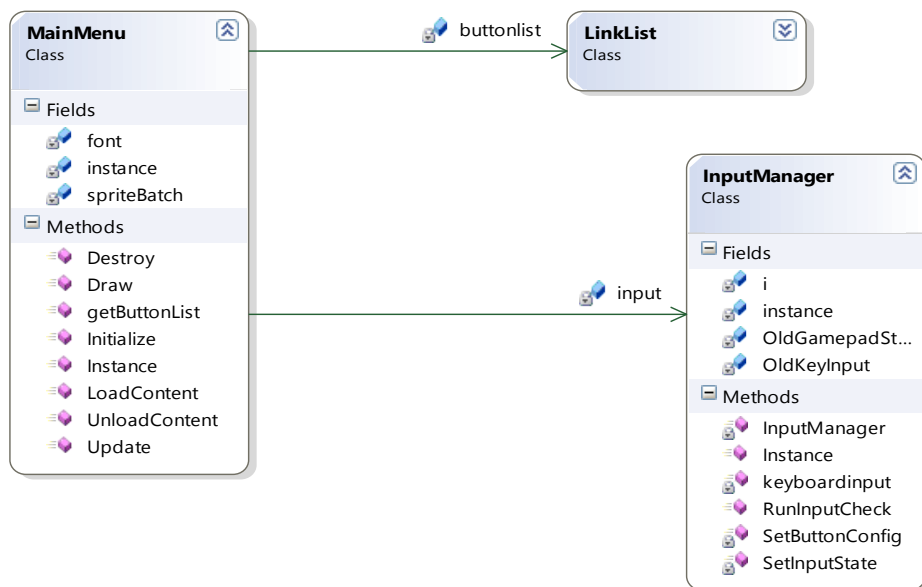 MainMenu
Class
Fields
font
instance
spriteBatch
Methods
Destroy
Draw
getButtonList
Initialize
Instance
LoadContent
UnloadContent
Update
buttonlist
LinkList
Class
input
InputManager
Class
Fields
i
instance
OldGamepadSt...
OldKeyInput
Methods
InputManager
Instance
keyboardinput
RunInputCheck
SetButtonConfig
SetInputState